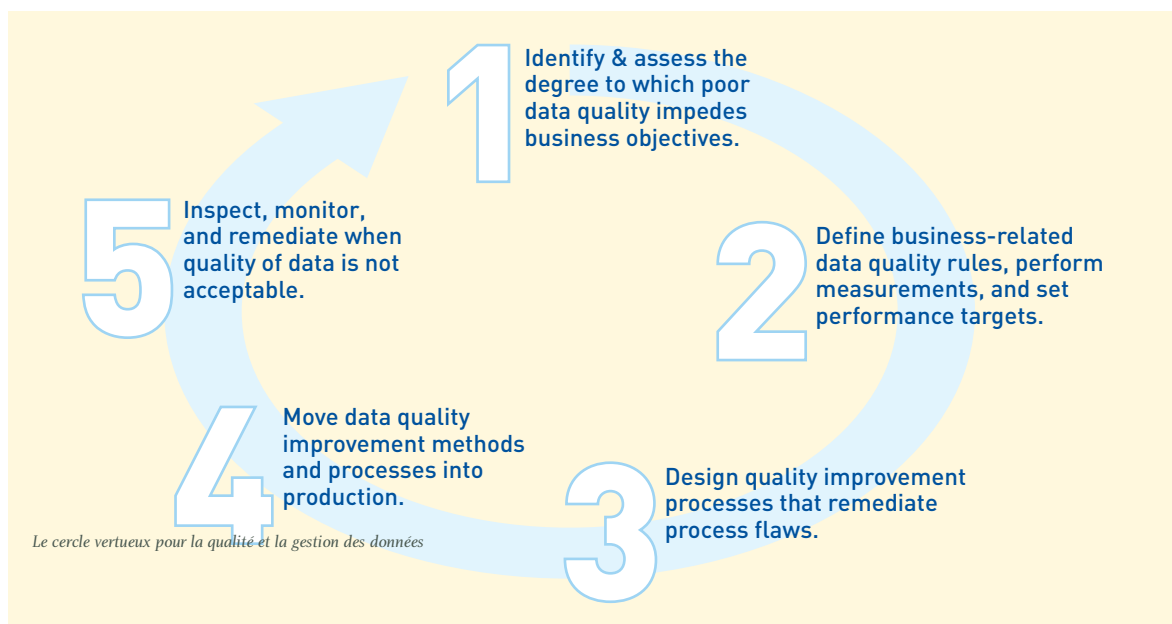 1
Identify & assess the
degree to which poor
data quality impedes
business objectives.
2
Define business-related
data quality rules, perform
measurements, and set
performance targets.
3
Design quality improvement
processes that remediate
process flaws.
4
Move data quality
improvement methods
and processes into
production.
5
Inspect, monitor,
and remediate when
quality of data is not
acceptable.
Le cercle vertueux pour la qualité et la gestion des données